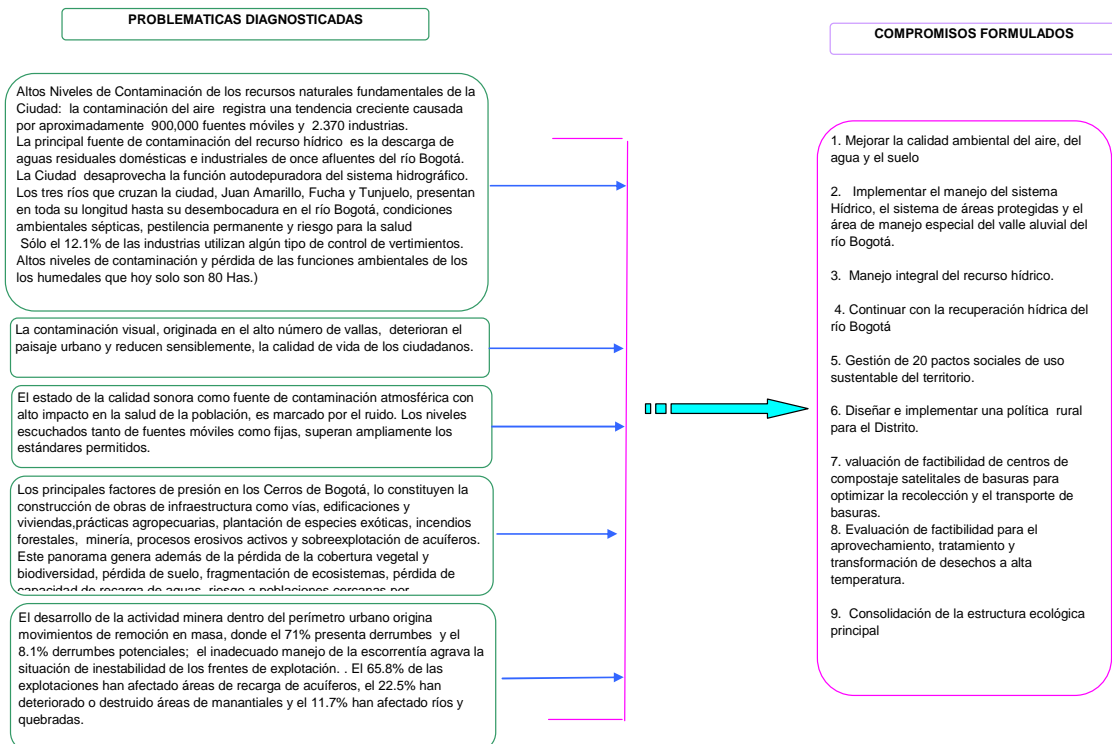 PROBLEMATICAS DIAGNOSTICADAS
Altos Niveles de Contaminación de los recursos naturales fundamentales de la
Ciudad:  la contaminación del aire  registra una tendencia creciente causada
por aproximadamente  900,000 fuentes móviles y  2.370 industrias.
La principal fuente de contaminación del recurso hídrico  es la descarga de
aguas residuales domésticas e industriales de once afluentes del río Bogotá.
La Ciudad  desaprovecha la función autodepuradora del sistema hidrográfico.
Los tres ríos que cruzan la ciudad, Juan Amarillo, Fucha y Tunjuelo, presentan
en toda su longitud hasta su desembocadura en el río Bogotá, condiciones
ambientales sépticas, pestilencia permanente y riesgo para la salud
Sólo el 12.1% de las industrias utilizan algún tipo de control de vertimientos.
Altos niveles de contaminación y pérdida de las funciones ambientales de los
los humedales que hoy solo son 80 Has.)
La contaminación visual, originada en el alto número de vallas,  deterioran el
paisaje urbano y reducen sensiblemente, la calidad de vida de los ciudadanos.
El estado de la calidad sonora como fuente de contaminación atmosférica con
alto impacto en la salud de la población, es marcado por el ruido. Los niveles
escuchados tanto de fuentes móviles como fijas, superan ampliamente los
estándares permitidos.
Los principales factores de presión en los Cerros de Bogotá, lo constituyen la
construcción de obras de infraestructura como vías, edificaciones y
viviendas,prácticas agropecuarias, plantación de especies exóticas, incendios
forestales,  minería, procesos erosivos activos y sobreexplotación de acuíferos.
Este panorama genera además de la pérdida de la cobertura vegetal y
biodiversidad, pérdida de suelo, fragmentación de ecosistemas, pérdida de
capacidad de recarga de aguas, riesgo a poblaciones cercanas por
El desarrollo de la actividad minera dentro del perímetro urbano origina
movimientos de remoción en masa, donde el 71% presenta derrumbes  y el
8.1% derrumbes potenciales;  el inadecuado manejo de la escorrentía agrava la
situación de inestabilidad de los frentes de explotación. . El 65.8% de las
explotaciones han afectado áreas de recarga de acuíferos, el 22.5% han
deteriorado o destruido áreas de manantiales y el 11.7% han afectado ríos y
quebradas.
COMPROMISOS FORMULADOS
1. Mejorar la calidad ambiental del aire, del
agua y el suelo
2.   Implementar el manejo del sistema
Hídrico, el sistema de áreas protegidas y el
área de manejo especial del valle aluvial del
río Bogotá.
3.  Manejo integral del recurso hídrico.
4. Continuar con la recuperación hídrica del
río Bogotá
5. Gestión de 20 pactos sociales de uso
sustentable del territorio.
6. Diseñar e implementar una política  rural
para el Distrito.
7. valuación de factibilidad de centros de
compostaje satelitales de basuras para
optimizar la recolección y el transporte de
basuras.
8. Evaluación de factibilidad para el
aprovechamiento, tratamiento y
transformación de desechos a alta
temperatura.
9.  Consolidación de la estructura ecológica
principal